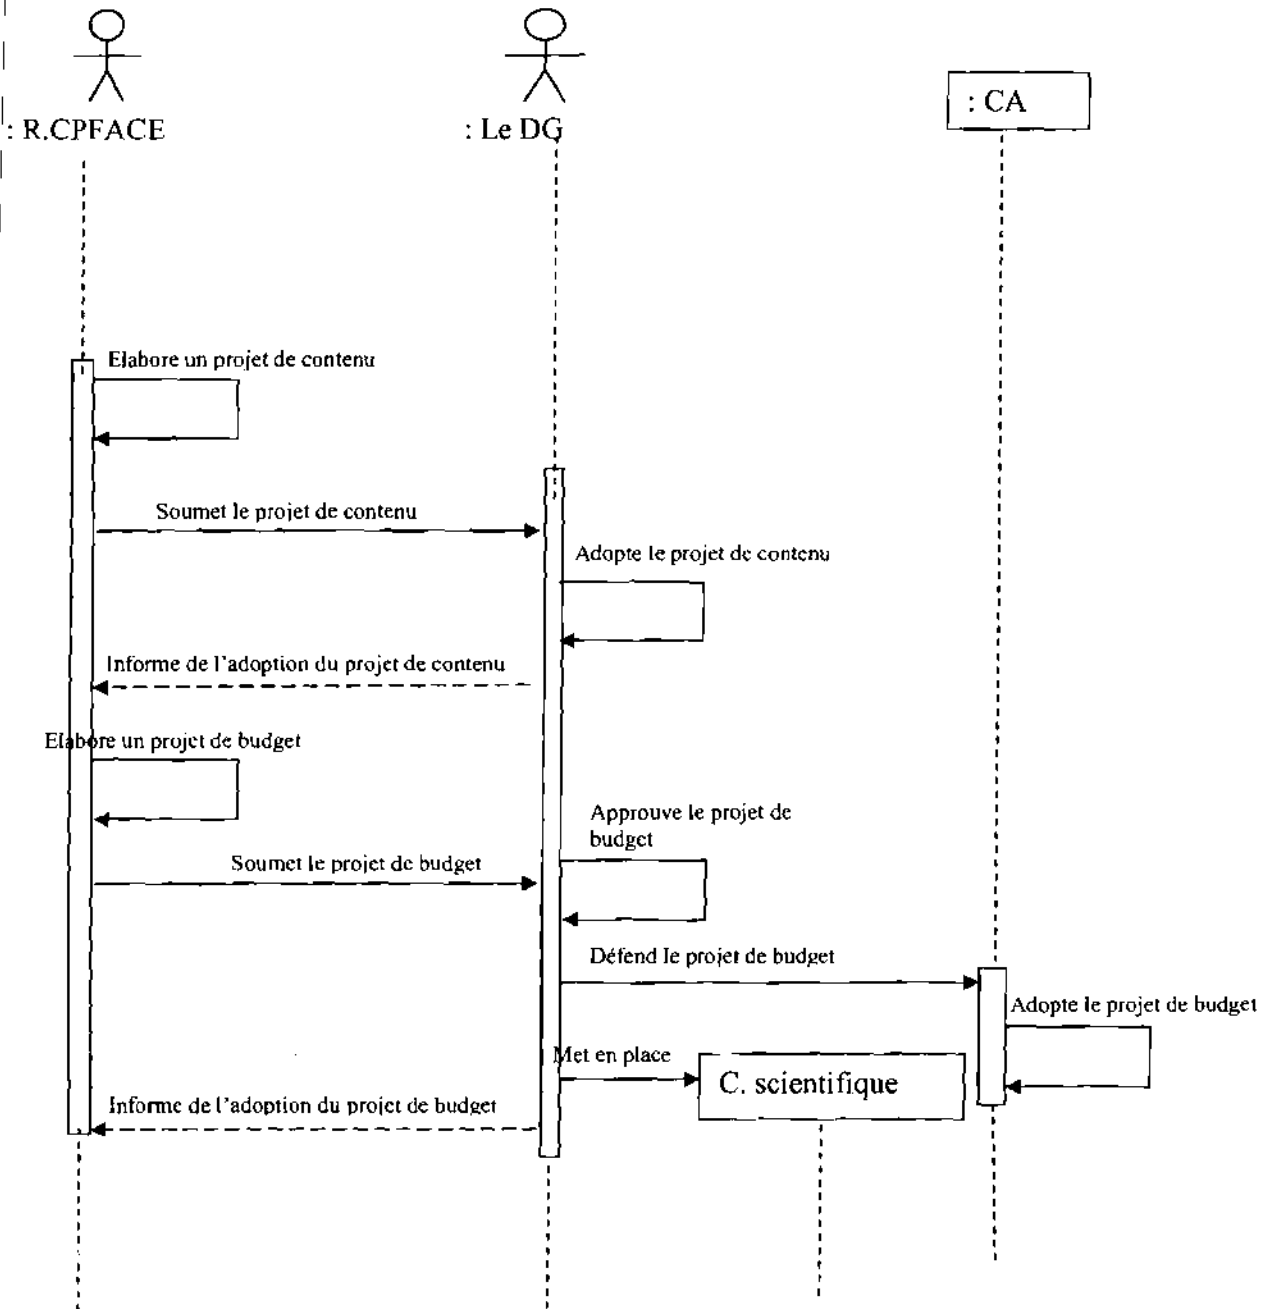 : R.CPFACE
: Le DG
: CA
Elabore un projet de contenu
Soumet le projet de contenu
Adopte le projet de contenu
Informe de l'adoption du projet de contenu
Elabore un projet de budget
Approuve le projet de
budget
Soumet le projet de budget
Défend le projet de budget
Adopte le projet de budget
Met en place
C. scientifique
Informe de l'adoption du projet de budget